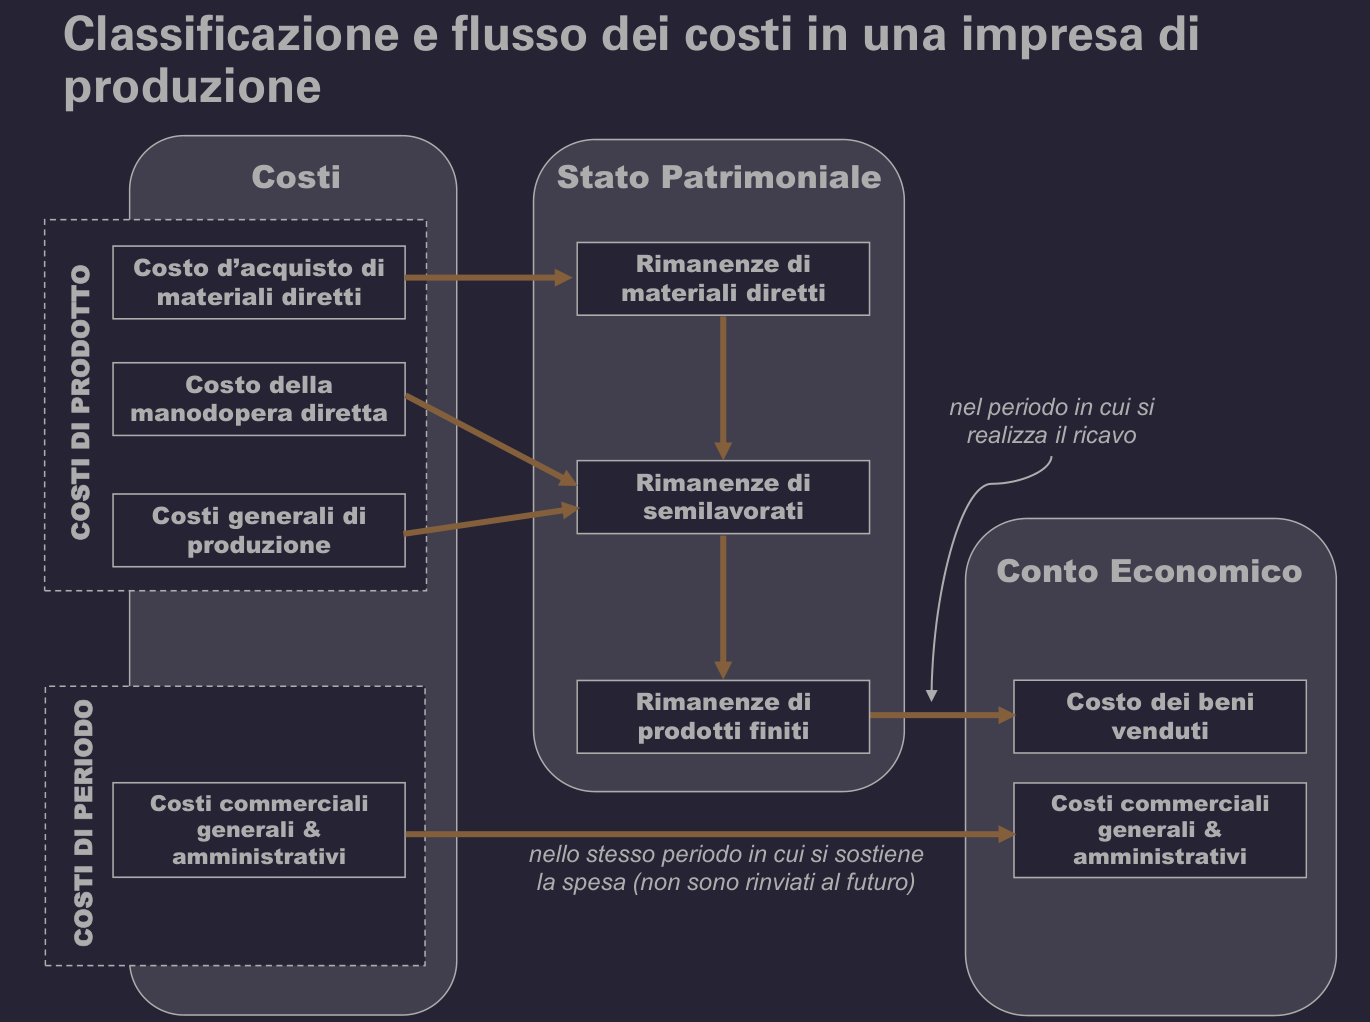 Classificazione e flusso dei costi in una impresa di
produzione
Costi
COSTI DI PRODOTTO
Costo d’acquisto di
materiali diretti
Costo della
manodopera diretta
Costi generali di
produzione
COSTI DI PERIODO
Costi commerciali
generali &
amministrativi
Stato Patrimoniale
Rimanenze di
materiali diretti
Rimanenze di
semilavorati
Rimanenze di
prodotti finiti
nel periodo in cui si
realizza il ricavo
nello stesso periodo in cui si sostiene
la spesa (non sono rinviati al futuro)
Conto Economico
Costo dei beni
venduti
Costi commerciali
generali &
amministrativi